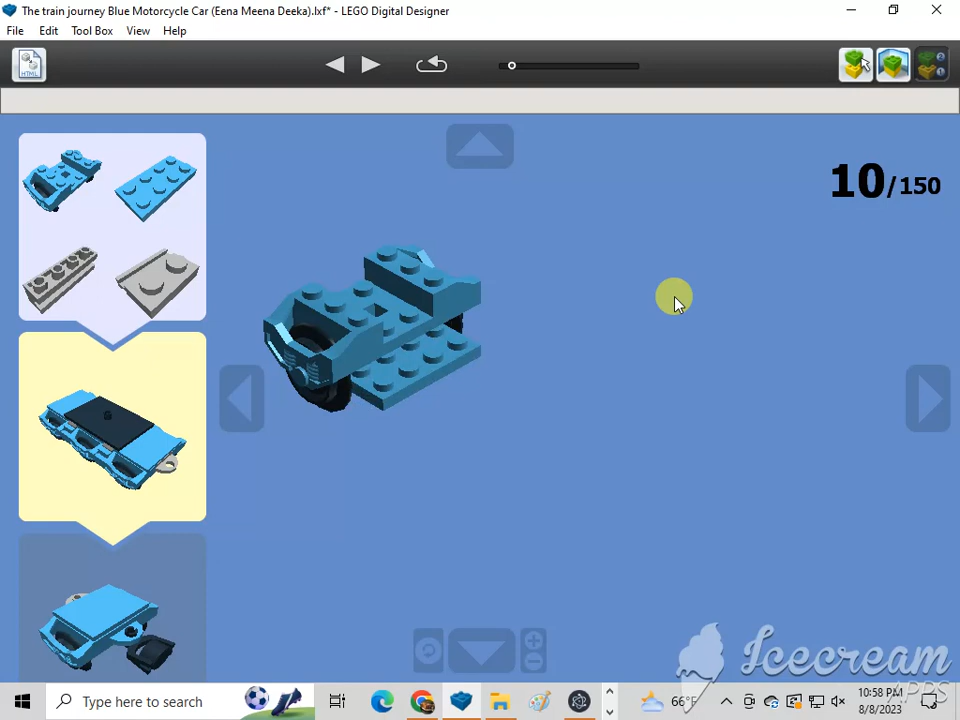 The train journey Blue Motorcycle Car (Eena Meena Deeka).lxf* - LEGO Digital Designer
File Edit Tool Box View Help
HTML
10/150
Icecream
APPS
Type here to search
66°F
10:58 PM
8/8/2023